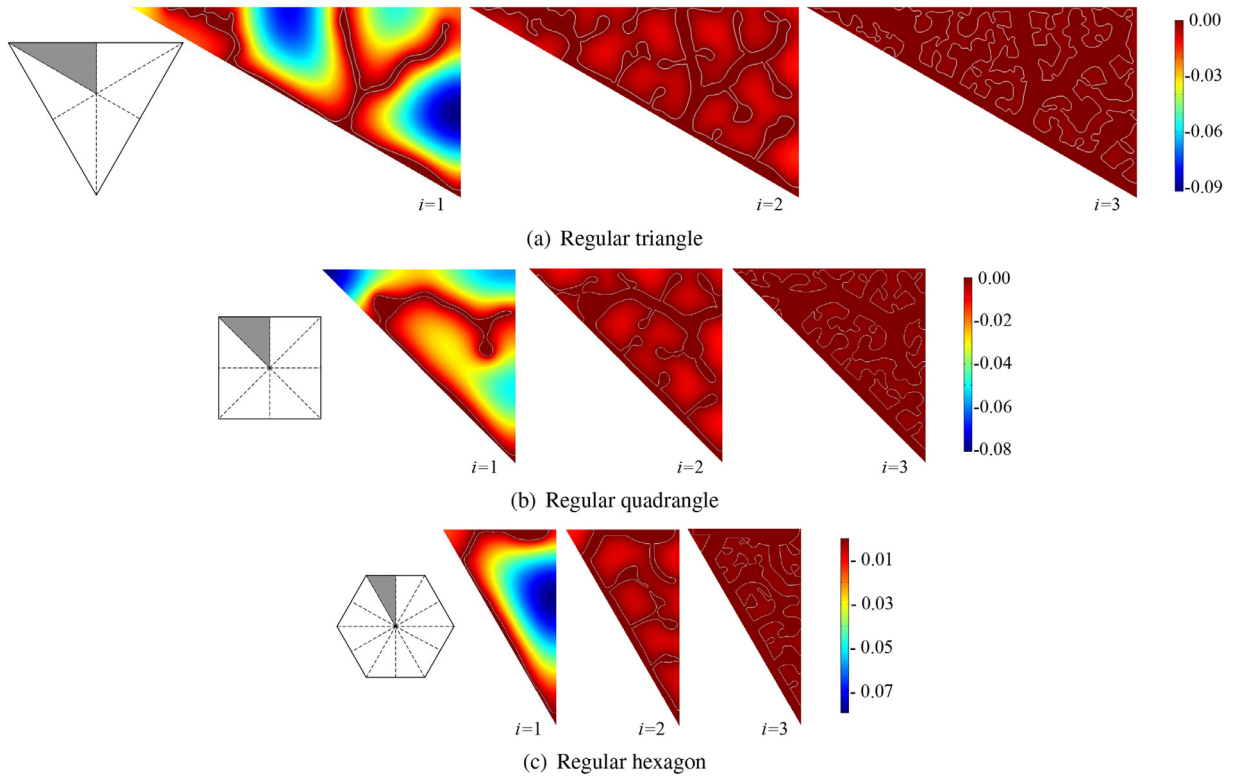 0.00
-0.03
-0.06
-0.09
i=1
i=2
i=3
(a) Regular triangle
0.00
-0.02
-0.04
-0.06
-0.08
i=1
i=2
i=3
(b) Regular quadrangle
- 0.01
- 0.03
- 0.05
- 0.07
i=1
i=2
i=3
(c) Regular hexagon